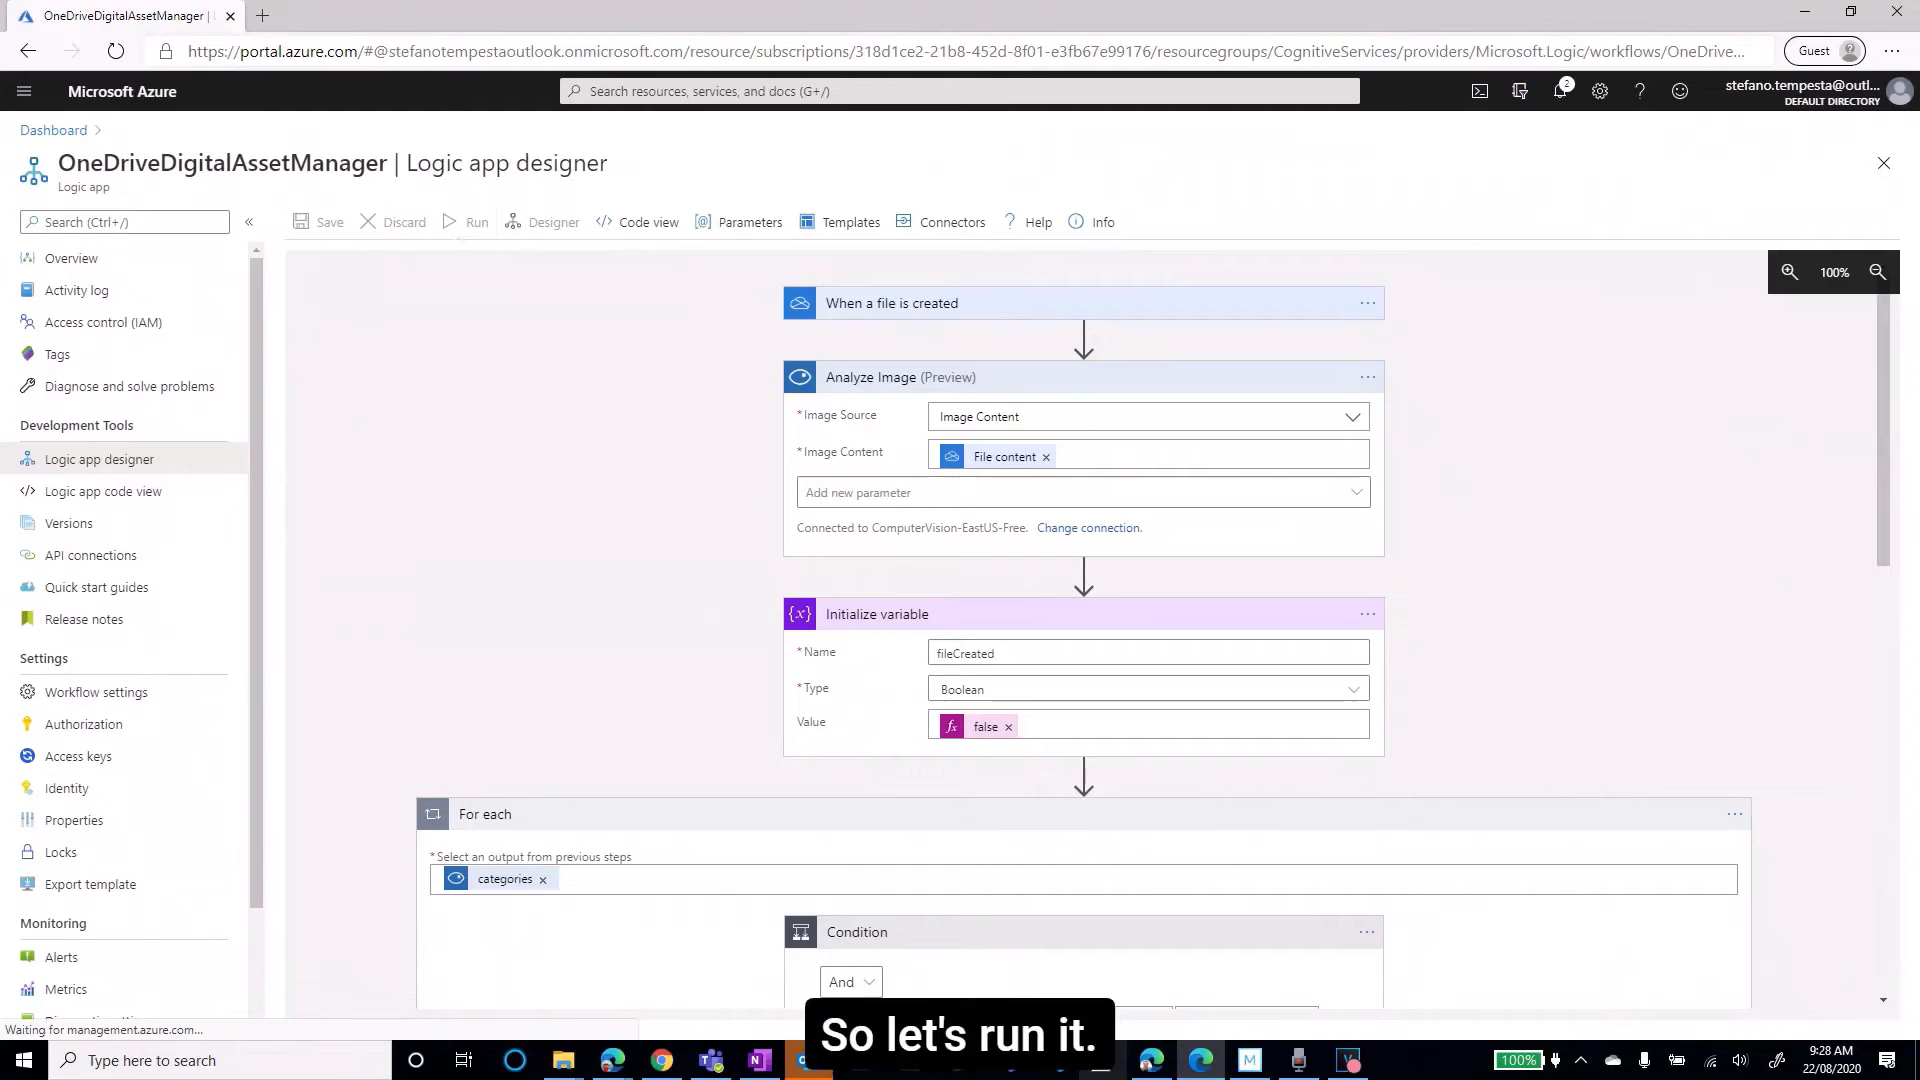 OneDriveDigitalAssetManager |
https://portal.azure.com/#@stefanotempestaoutlook.onmicrosoft.com/resource/subscriptions/318d1ce2-21b8-452d-8f01-e3fb67e99176/resourcegroups/CognitiveServices/providers/Microsoft.Logic/workflows/OneDrive...
Guest
Microsoft Azure
Search resources, services, and docs (G+/)
2
stefano.tempesta@outl...
DEFAULT DIRECTORY
Dashboard
OneDriveDigitalAssetManager | Logic app designer
Logic app
Search (Ctrl+/)
Save
Discard
Run
Designer
Code view
Parameters
Templates
Connectors
Help
Info
Overview
Activity log
Access control (IAM)
Tags
Diagnose and solve problems
Development Tools
Logic app designer
Logic app code view
Versions
API connections
Quick start guides
Release notes
Settings
Workflow settings
Authorization
Access keys
Identity
Properties
Locks
Export template
Monitoring
Alerts
Metrics
100%
When a file is created
Analyze Image (Preview)
* Image Source
Image Content
* Image Content
File content
Add new parameter
Connected to ComputerVision-EastUS-Free. Change connection.
Initialize variable
* Name
fileCreated
* Type
Boolean
Value
fx false
For each
* Select an output from previous steps
categories
Condition
And
Waiting for management.azure.com...
So let's run it.
Type here to search
100%
9:28 AM
22/08/2020